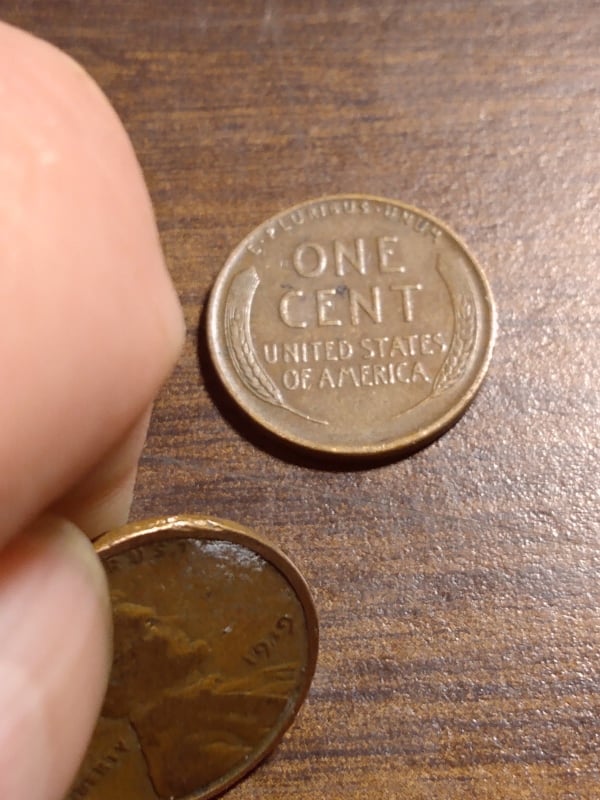 E·PLURIBUS·UNUM
ONE
CENT
UNITED STATES
OF AMERICA
1919